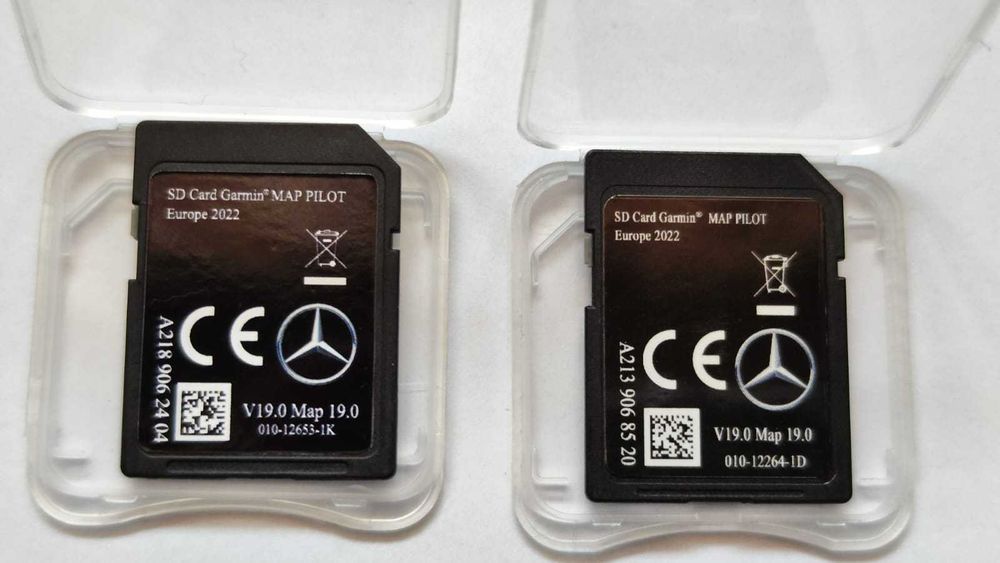 SD Card Garmin® MAP PILOT
Europe 2022
CE
A218 906 24 04
V19.0 Map 19.0
010-12653-1K
SD Card Garmin® MAP PILOT
Europe 2022
CE
A213 906 85 20
V19.0 Map 19.0
010-12264-1D